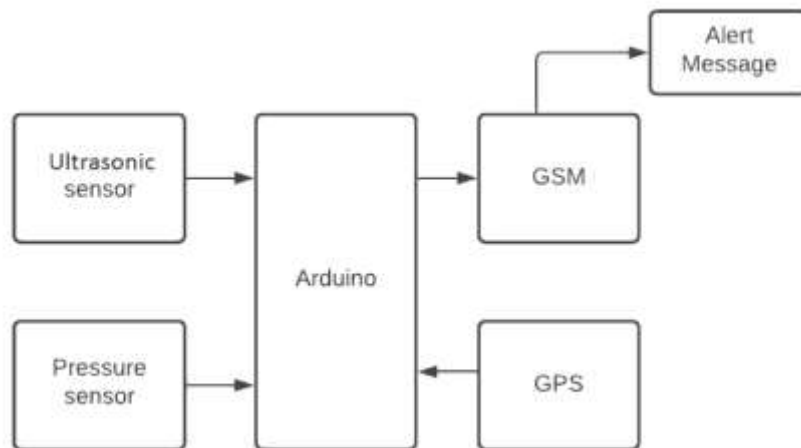 Alert
Message
Ultrasonic
sensor
GSM
Arduino
Pressure
sensor
GPS